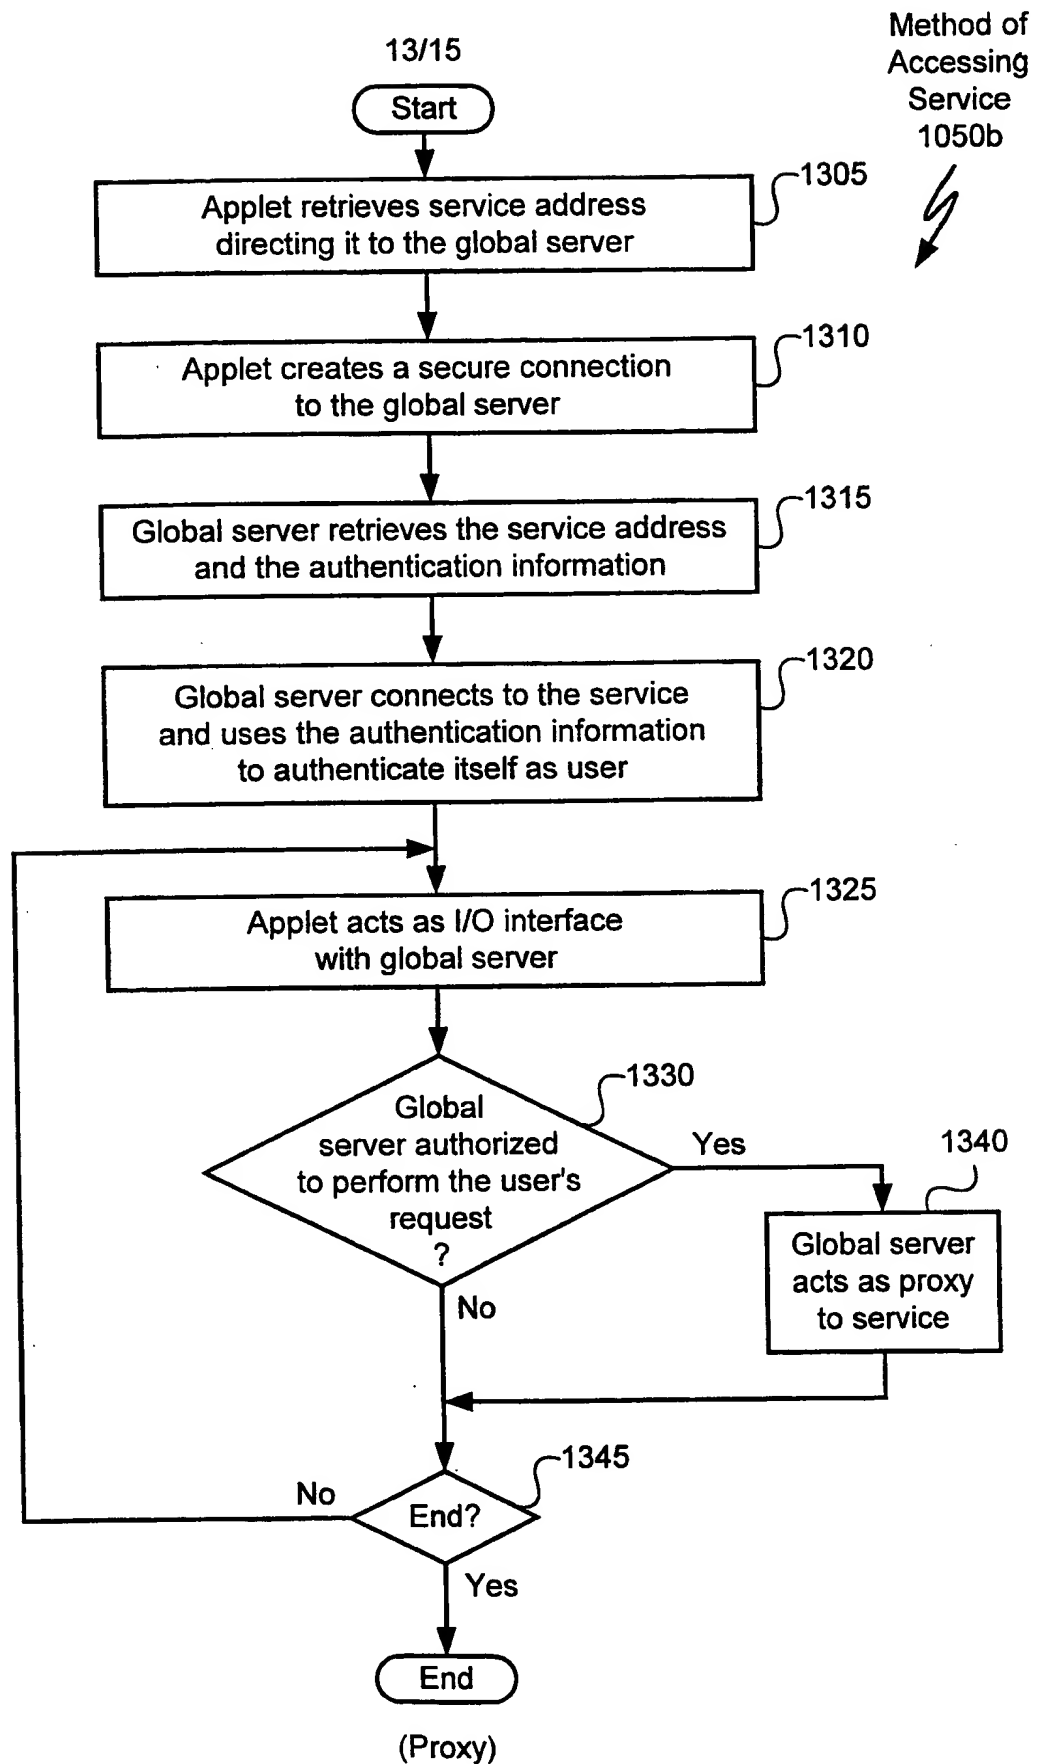 13/15
Method of
Accessing
Service
1050b
Start
1305
Applet retrieves service address
directing it to the global server
1310
Applet creates a secure connection
to the global server
1315
Global server retrieves the service address
and the authentication information
1320
Global server connects to the service
and uses the authentication information
to authenticate itself as user
1325
Applet acts as I/O interface
with global server
1330
Global
server authorized
to perform the user's
request
?
Yes
1340
Global server
acts as proxy
to service
No
1345
No
End?
Yes
End
(Proxy)